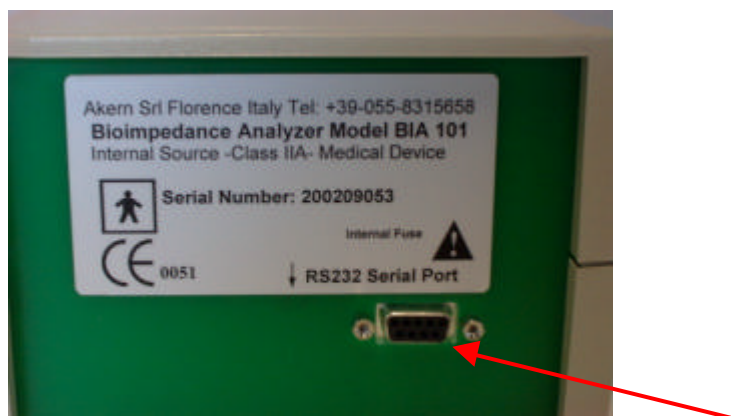 Akern Srl Florence Italy Tel: +39-055-8315658
Bioimpedance Analyzer Model BIA 101
Internal Source -Class IIA- Medical Device
Serial Number: 200209053
Internal Fuse
CE 0051
↓ RS232 Serial Port